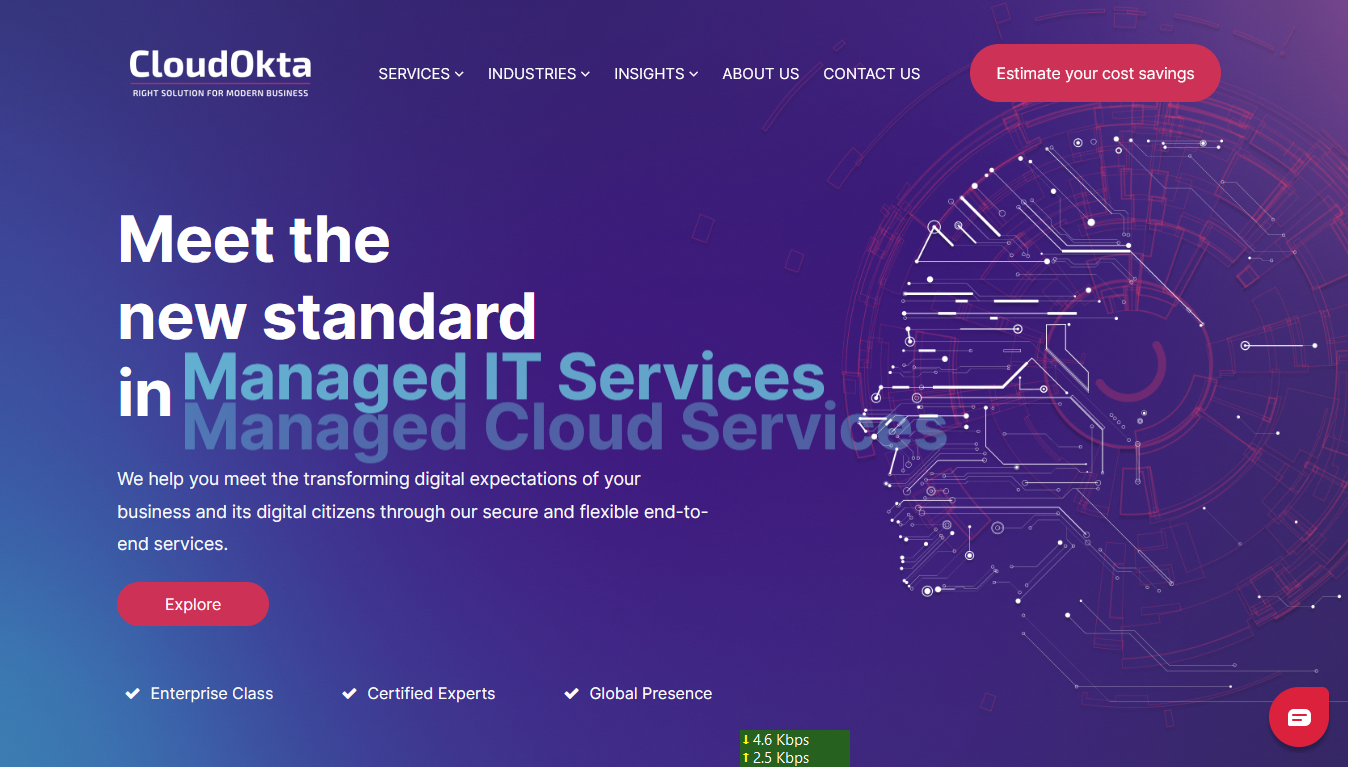 CloudOkta
RIGHT SOLUTION FOR MODERN BUSINESS
SERVICES
INDUSTRIES
INSIGHTS
ABOUT US
CONTACT US
Estimate your cost savings
Meet the
new standard
in Managed IT Services
Managed Cloud Services
We help you meet the transforming digital expectations of your
business and its digital citizens through our secure and flexible end-to-
end services.
Explore
Enterprise Class
Certified Experts
Global Presence
4.6 Kbps
2.5 Kbps